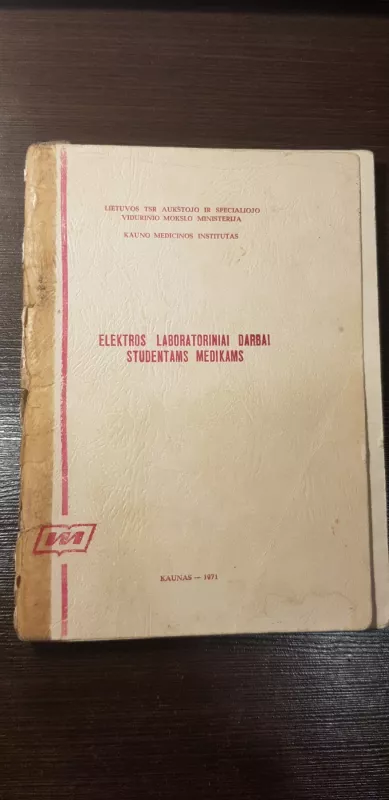 LIETUVOS TSR AUKŠTOJO IR SPECIALIOJO
VIDURINIO MOKSLO MINISTERIJA
KAUNO MEDICINOS INSTITUTAS
ELEKTROS LABORATORINIAI DARBAI
STUDENTAMS MEDIKAMS
KAUNAS — 1971